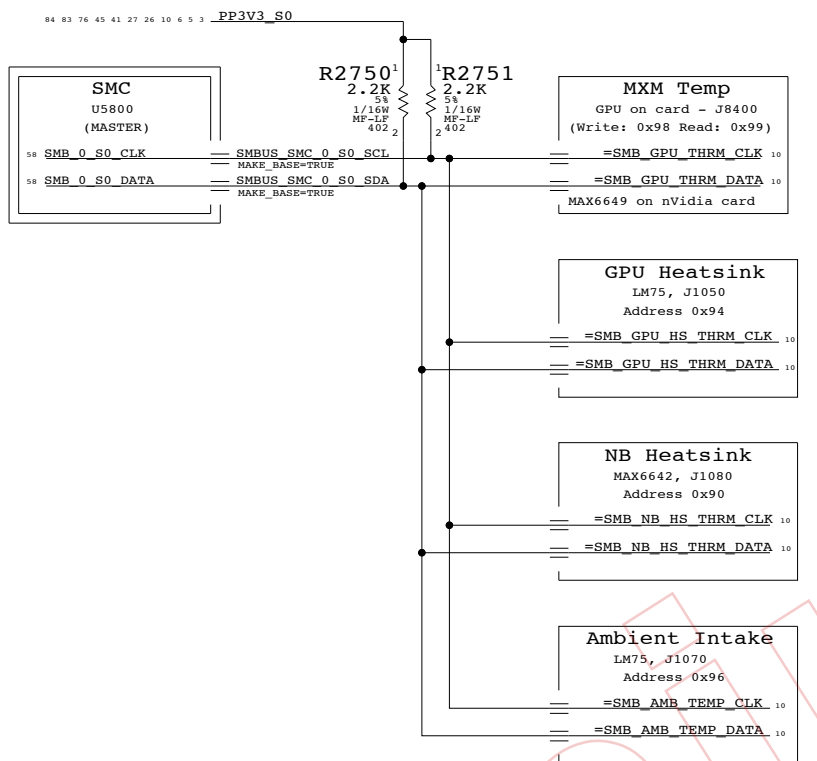 84 83 76 45 41 27 26 10 6 5 3 PP3V3_S0
R2750 1
2.2K
5%
1/16W
MF-LF
402
2
1 R2751
2.2K
5%
1/16W
MF-LF
402
2
SMC
U5800
(MASTER)
58 SMB_0_S0_CLK
SMBUS_SMC_0_S0_SCL
MAKE_BASE=TRUE
58 SMB_0_S0_DATA
SMBUS_SMC_0_S0_SDA
MAKE_BASE=TRUE
MXM Temp
GPU on card - J8400
(Write: 0x98 Read: 0x99)
=SMB_GPU_THRM_CLK 10
=SMB_GPU_THRM_DATA 10
MAX6649 on nVidia card
GPU Heatsink
LM75, J1050
Address 0x94
=SMB_GPU_HS_THRM_CLK 10
=SMB_GPU_HS_THRM_DATA 10
NB Heatsink
MAX6642, J1080
Address 0x90
=SMB_NB_HS_THRM_CLK 10
=SMB_NB_HS_THRM_DATA 10
Ambient Intake
LM75, J1070
Address 0x96
=SMB_AMB_TEMP_CLK 10
=SMB_AMB_TEMP_DATA 10